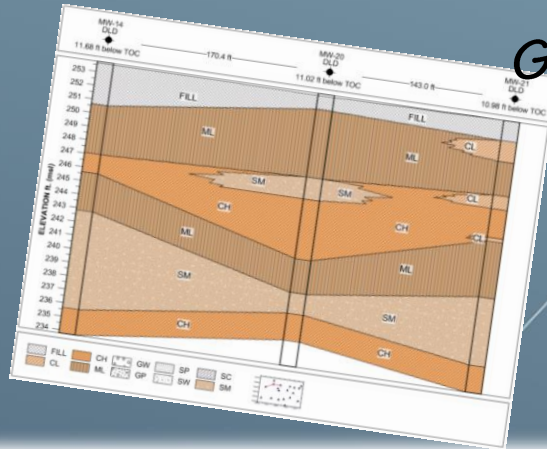 MW-14
DLD
11.68 ft below TOC
170.4 ft
MW-20
DLD
11.02 ft below TOC
143.0 ft
MW-21
DLD
10.98 ft below TOC
G
ELEVATION ft. (msl)
253
252
251
250
249
248
247
246
245
244
243
242
241
240
239
238
237
236
235
234
FILL
FILL
ML
ML
CL
SM
SM
CL
CH
CH
CL
ML
ML
SM
SM
CH
CH
FILL CH GW SP SC
CL ML GP SW SM